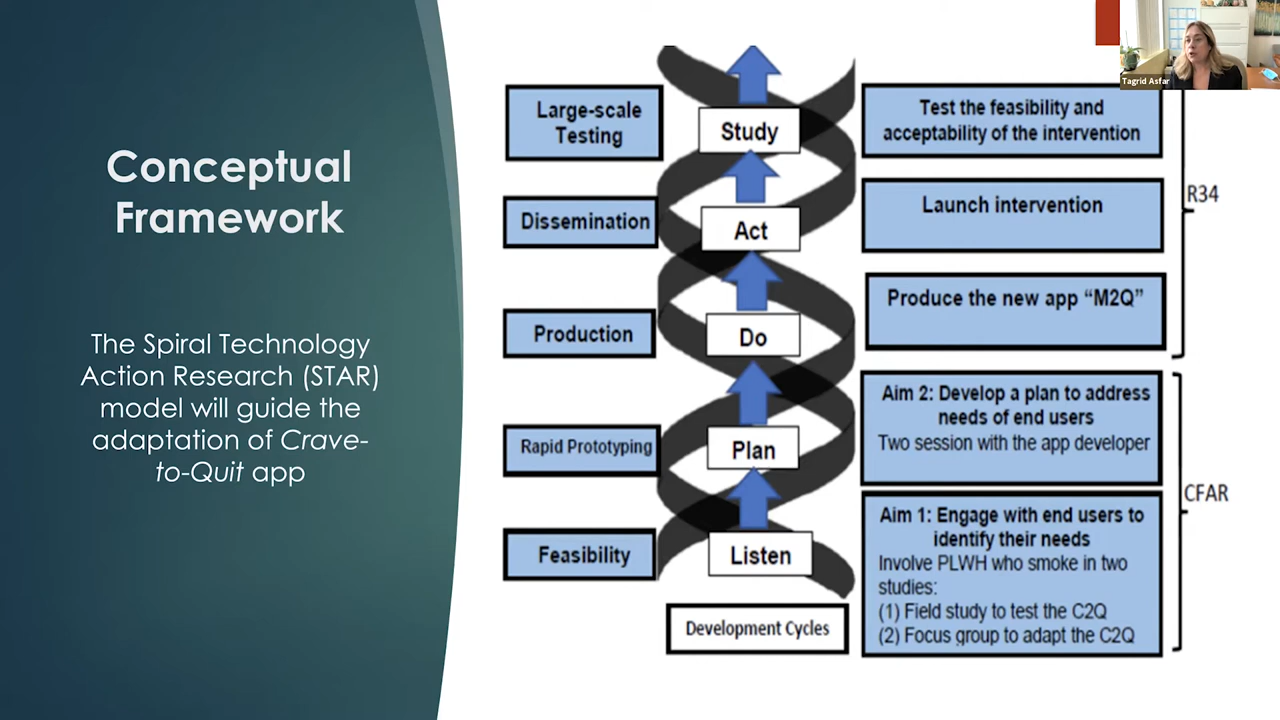 Conceptual
Framework
The Spiral Technology
Action Research (STAR)
model will guide the
adaptation of Crave-
to-Quit app
Large-scale
Testing
Study
Test the feasibility and
acceptability of the intervention
Dissemination
Act
Launch intervention
R34
Production
Do
Produce the new app “M2Q”
Rapid Prototyping
Plan
Aim 2: Develop a plan to address
needs of end users
Two session with the app developer
CFAR
Feasibility
Listen
Aim 1: Engage with end users to
identify their needs
Involve PLWH who smoke in two
studies:
(1) Field study to test the C2Q
(2) Focus group to adapt the C2Q
Development Cycles
Tagrid Asfar